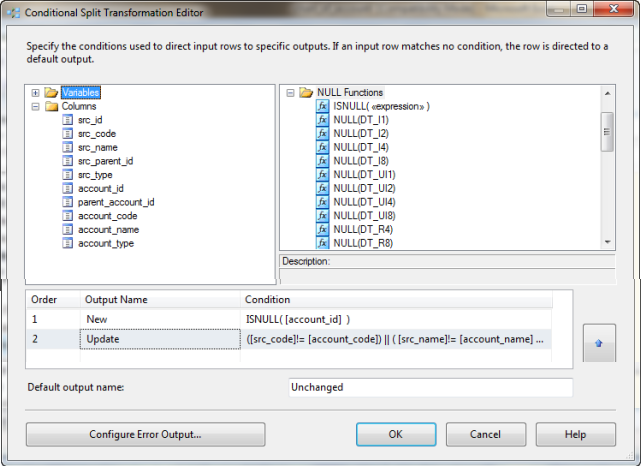 Conditional Split Transformation Editor
Specify the conditions used to direct input rows to specific outputs. If an input row matches no condition, the row is directed to a
default output.
Variables
Columns
src_id
src_code
src_name
src_parent_id
src_type
account_id
parent_account_id
account_code
account_name
account_type
NULL Functions
ISNULL( «expression» )
NULL(DT_I1)
NULL(DT_I2)
NULL(DT_I4)
NULL(DT_I8)
NULL(DT_UI1)
NULL(DT_UI2)
NULL(DT_UI4)
NULL(DT_UI8)
NULL(DT_R4)
NULL(DT_R8)
Description:
Order Output Name Condition
1 New ISNULL( [account_id] )
2 Update ([src_code]!= [account_code]) || ( [src_name]!= [account_name] ...
Default output name: Unchanged
Configure Error Output... OK Cancel Help